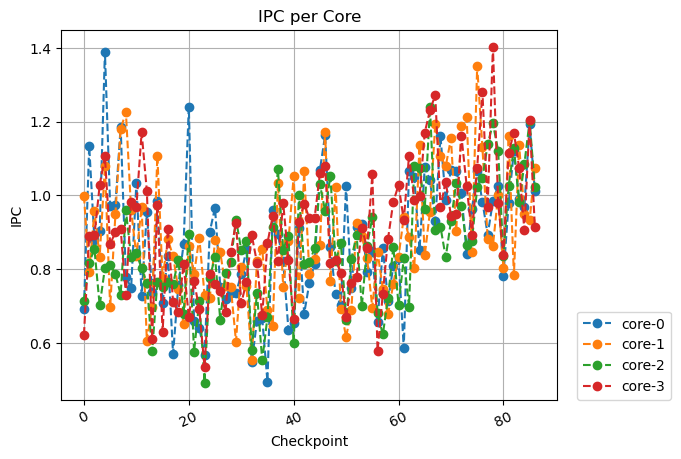 IPC per Core
IPC
1.4
1.2
1.0
0.8
0.6
0
20
40
60
80
Checkpoint
core-0
core-1
core-2
core-3